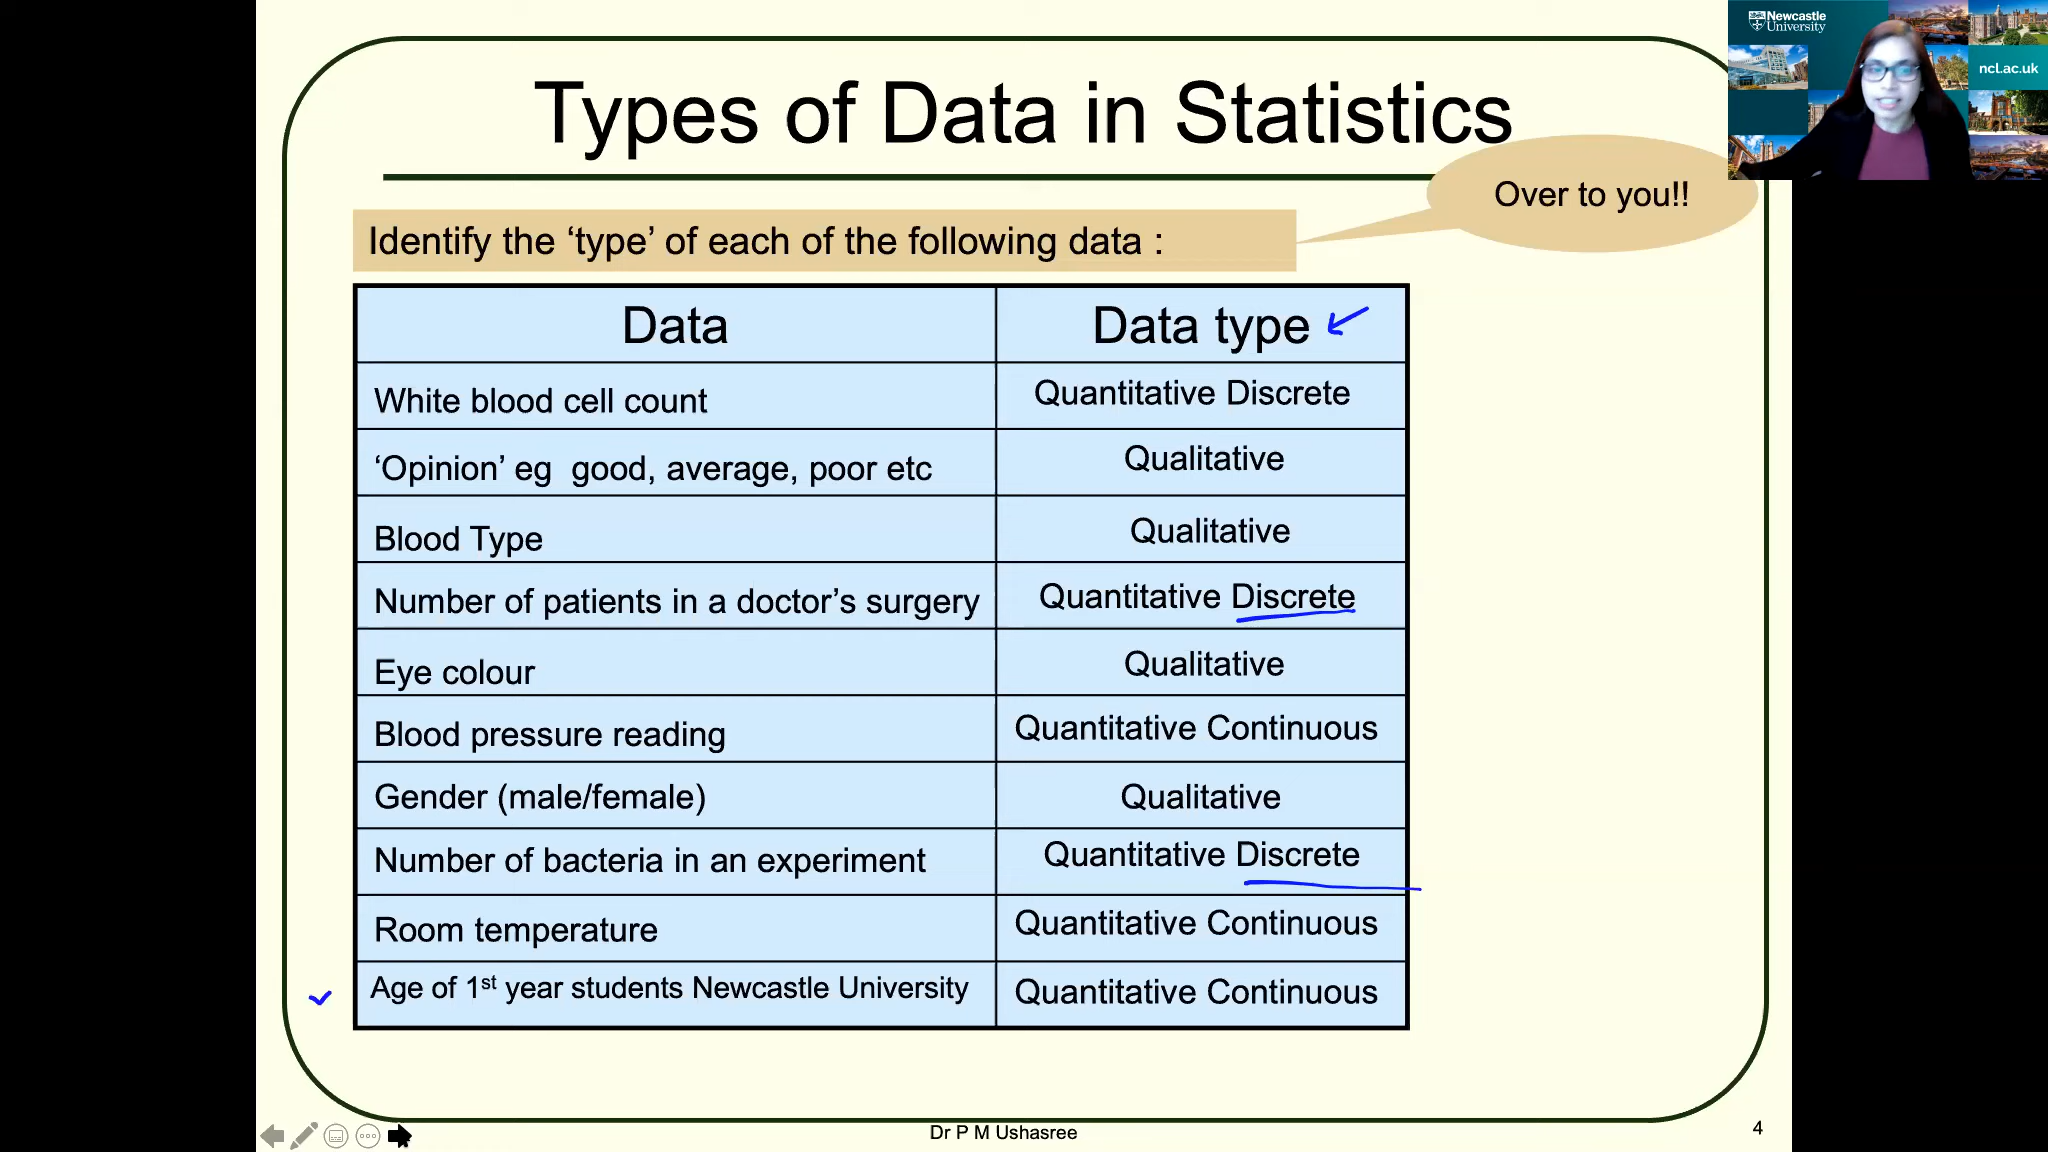 Newcastle
University
ncl.ac.uk
Types of Data in Statistics
Over to you!!
Identify the ‘type’ of each of the following data :
Data Data type
White blood cell count Quantitative Discrete
‘Opinion’ eg good, average, poor etc Qualitative
Blood Type Qualitative
Number of patients in a doctor’s surgery Quantitative Discrete
Eye colour Qualitative
Blood pressure reading Quantitative Continuous
Gender (male/female) Qualitative
Number of bacteria in an experiment Quantitative Discrete
Room temperature Quantitative Continuous
Age of 1st year students Newcastle University Quantitative Continuous
Dr P M Ushasree
4